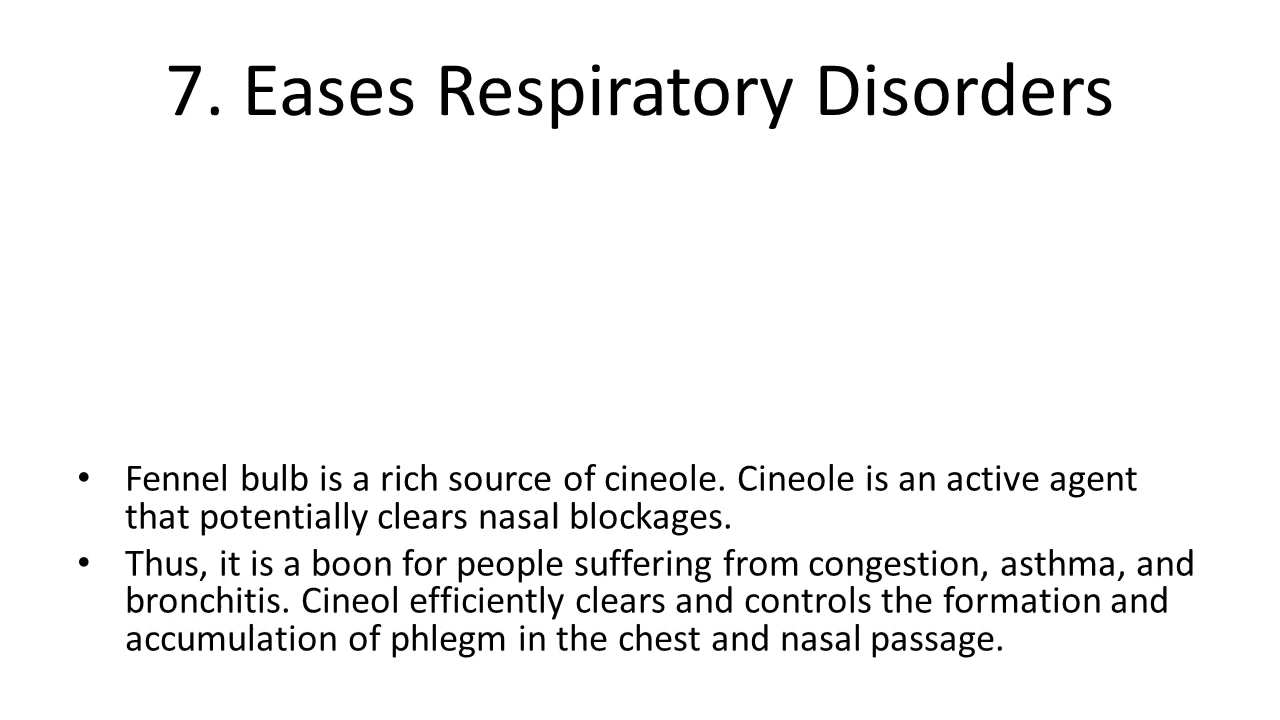 7. Eases Respiratory Disorders
• Fennel bulb is a rich source of cineole. Cineole is an active agent
that potentially clears nasal blockages.
• Thus, it is a boon for people suffering from congestion, asthma, and
bronchitis. Cineol efficiently clears and controls the formation and
accumulation of phlegm in the chest and nasal passage.